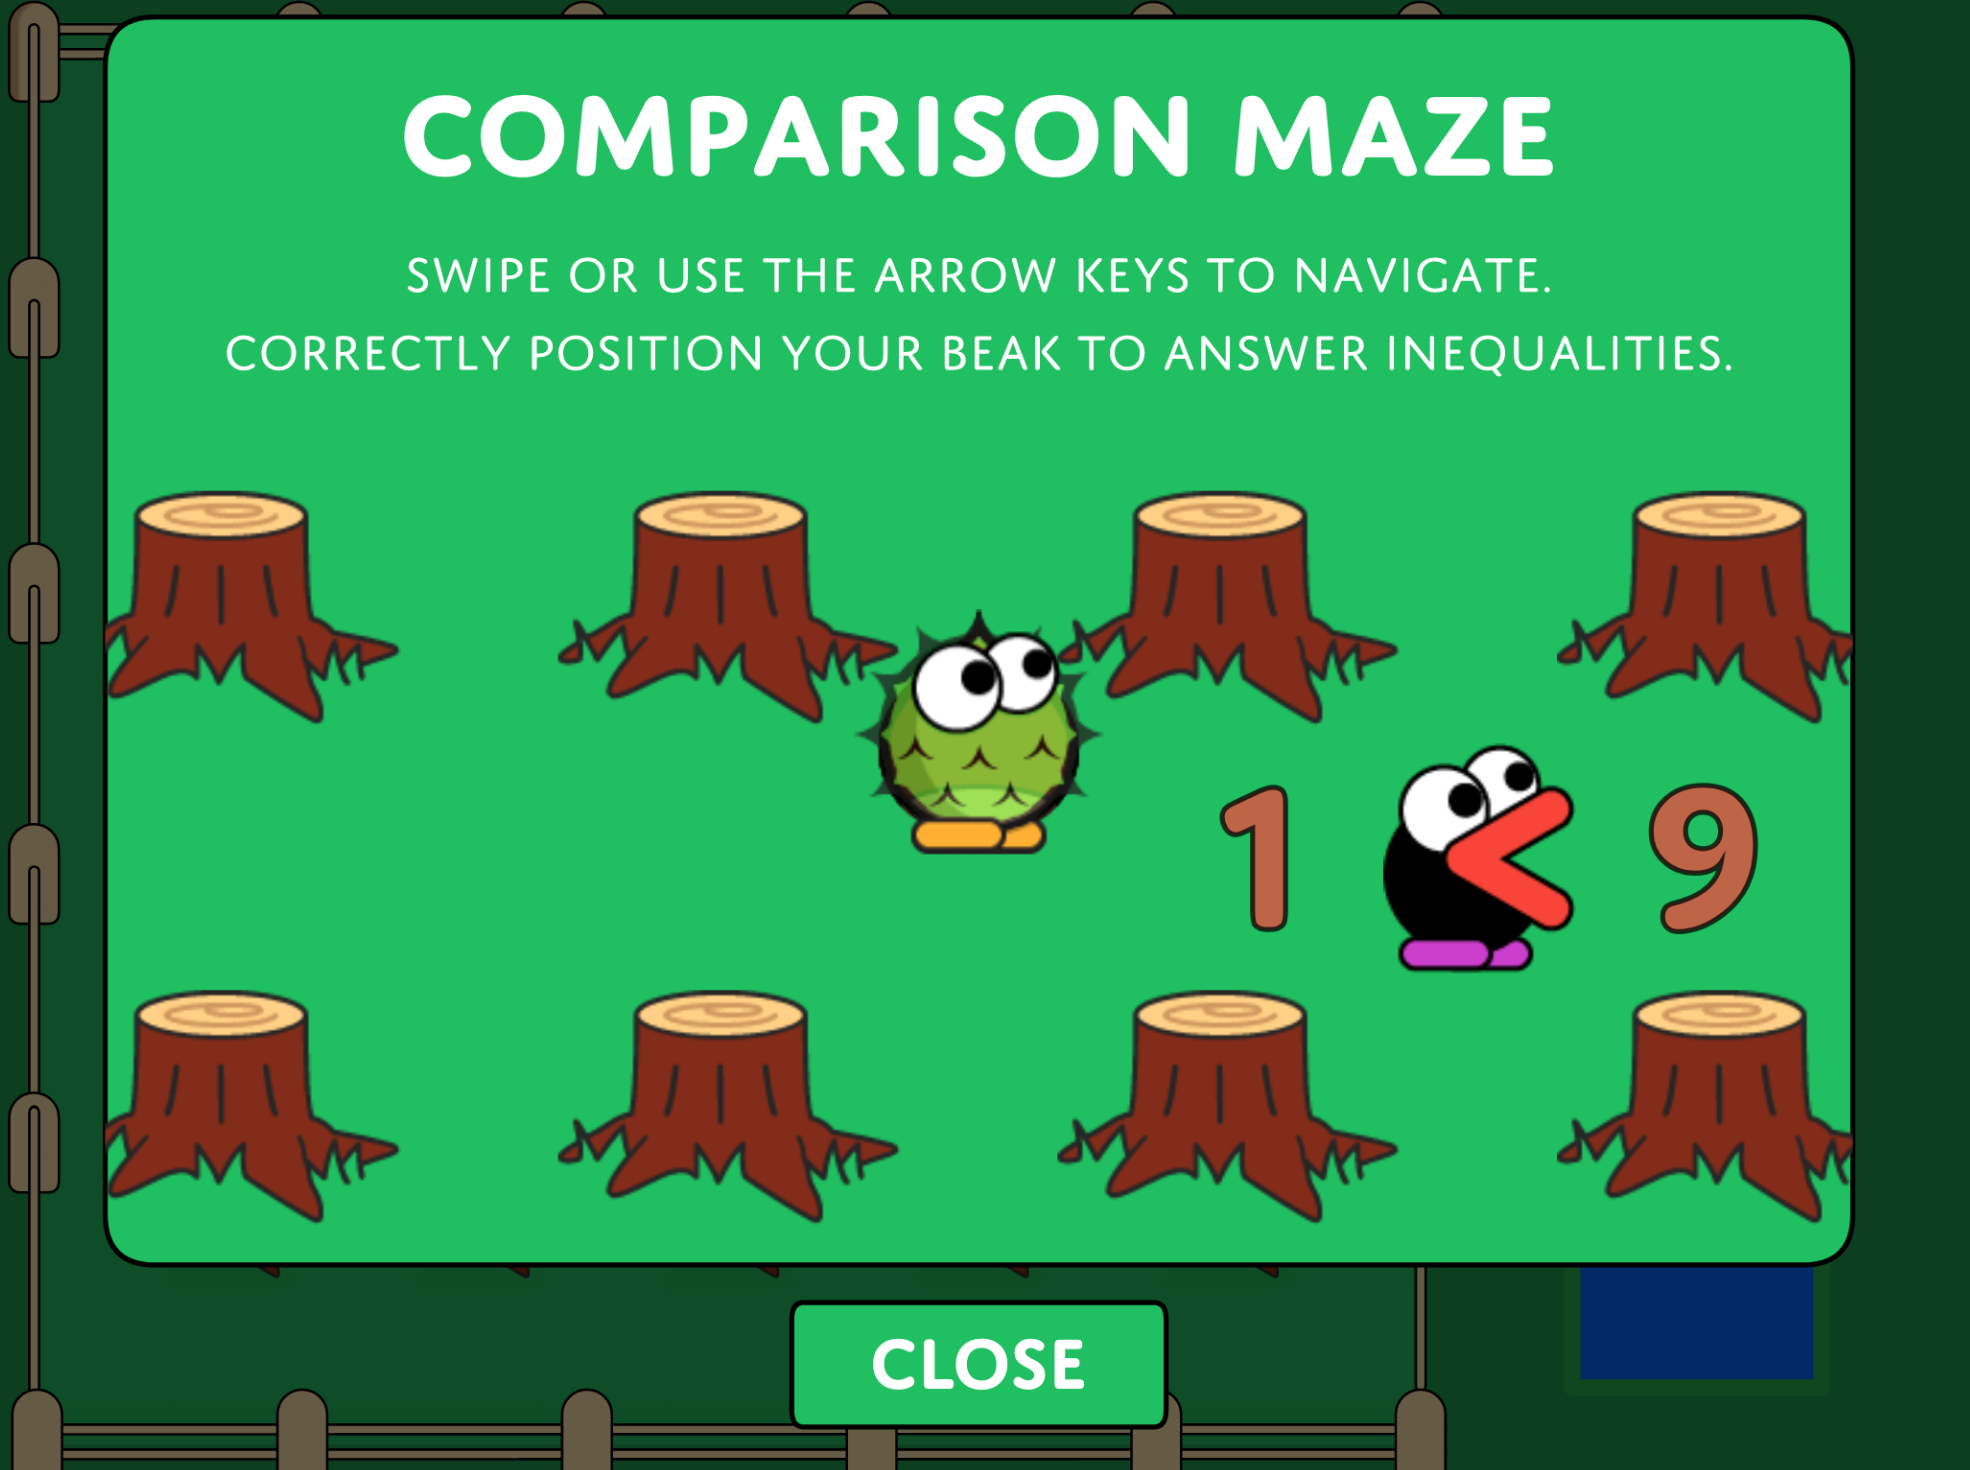 COMPARISON MAZE
SWIPE OR USE THE ARROW KEYS TO NAVIGATE.
CORRECTLY POSITION YOUR BEAK TO ANSWER INEQUALITIES.
1 9
CLOSE